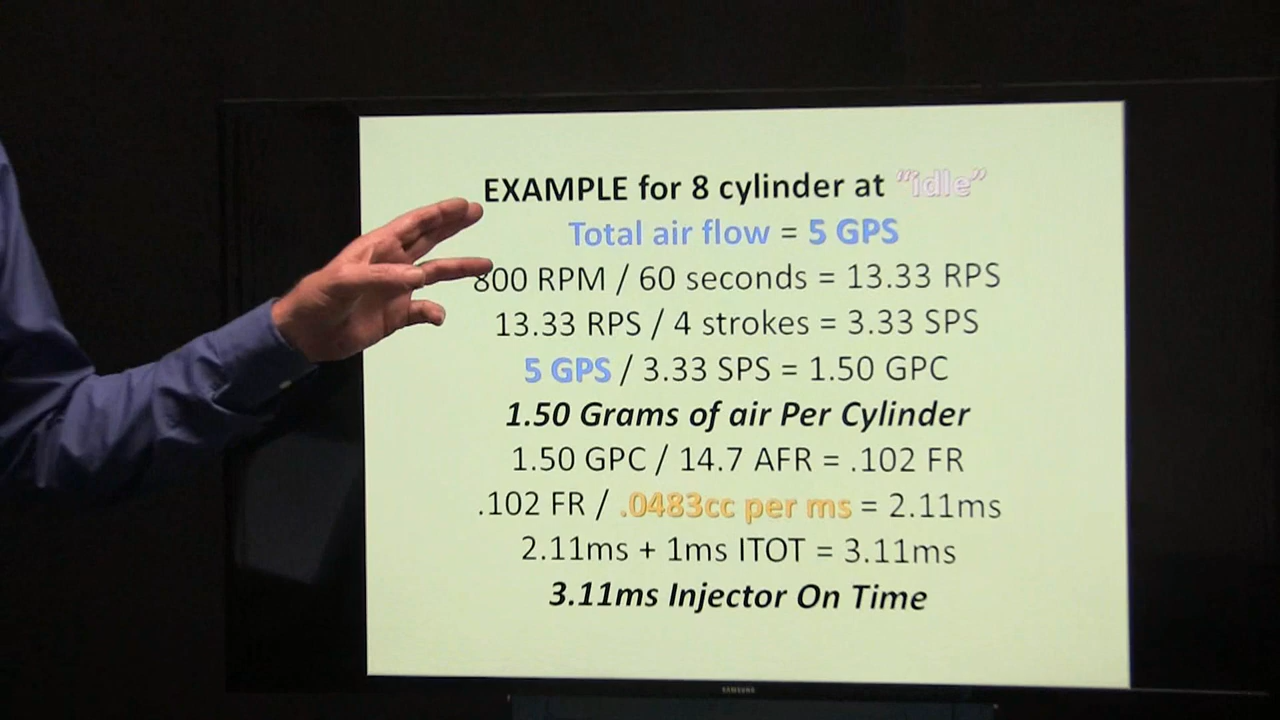 EXAMPLE for 8 cylinder at "idle"
Total air flow = 5 GPS
800 RPM / 60 seconds = 13.33 RPS
13.33 RPS / 4 strokes = 3.33 SPS
5 GPS / 3.33 SPS = 1.50 GPC
1.50 Grams of air Per Cylinder
1.50 GPC / 14.7 AFR = .102 FR
.102 FR / .0483cc per ms = 2.11ms
2.11ms + 1ms ITOT = 3.11ms
3.11ms Injector On Time
SAMSUNG